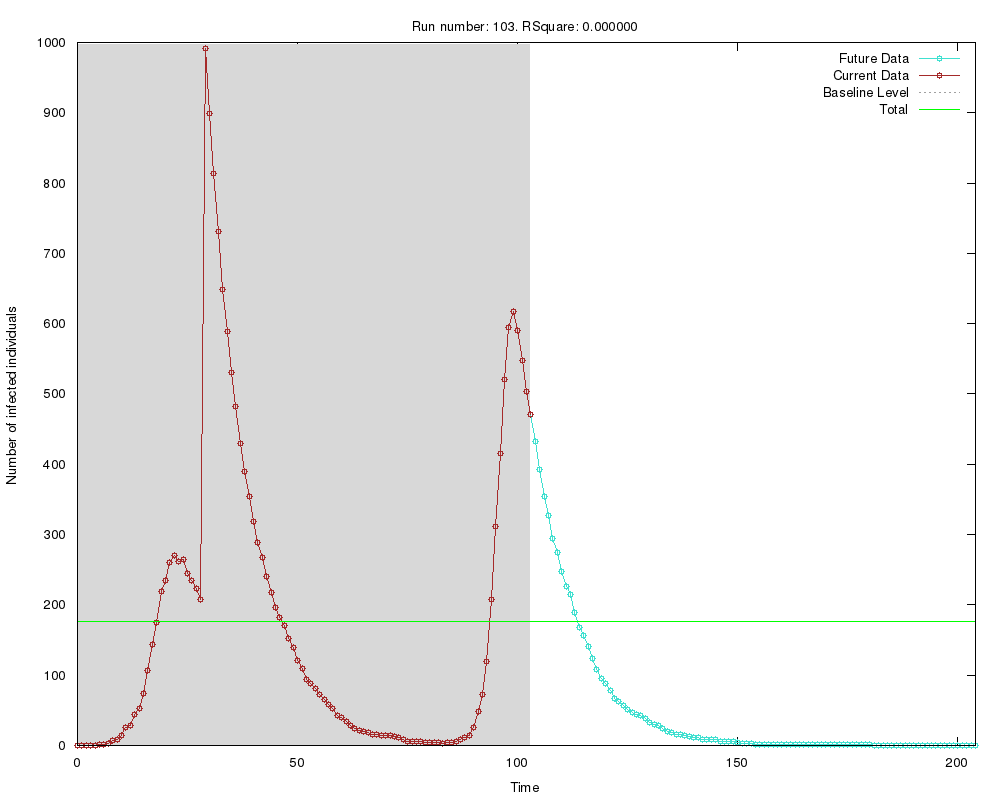 Run number: 103. RSquare: 0.000000
Future Data
Current Data
Baseline Level
Total
Number of infected individuals
1000
900
800
700
600
500
400
300
200
100
0
0 50 100 150 200
Time